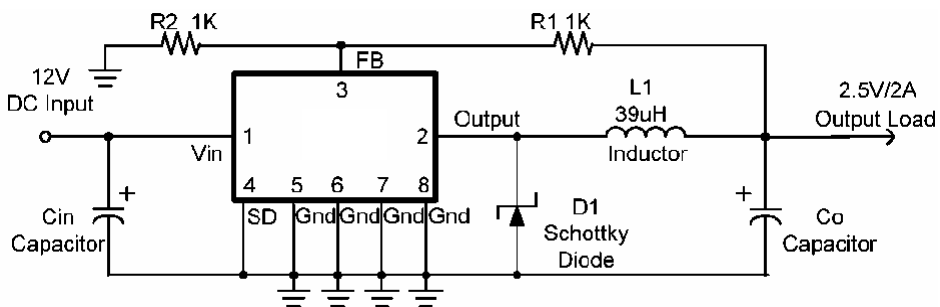 R2 1K
R1 1K
FB
3
12V
DC Input
L1
39uH
Inductor
2.5V/2A
Output Load
Output
1
2
Vin
4
5
6
7
8
SD
Gnd
Gnd
Gnd
Gnd
+
Cin
Capacitor
D1
Schottky
Diode
+
Co
Capacitor